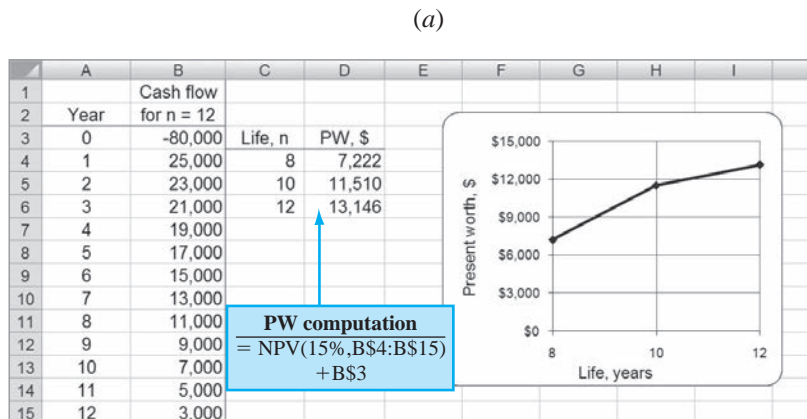 (a)
A B C D E F G H I
1 Cash flow
2 Year for n = 12
3 0 -80,000 Life, n PW, $
4 1 25,000 8 7,222
5 2 23,000 10 11,510
6 3 21,000 12 13,146
7 4 19,000
8 5 17,000
9 6 15,000
10 7 13,000
11 8 11,000
12 9 9,000
13 10 7,000
14 11 5,000
15 12 3,000
PW computation
= NPV(15%,B$4:B$15)
+B$3
Present worth, $
$15,000
$12,000
$9,000
$6,000
$3,000
$0
8 10 12
Life, years